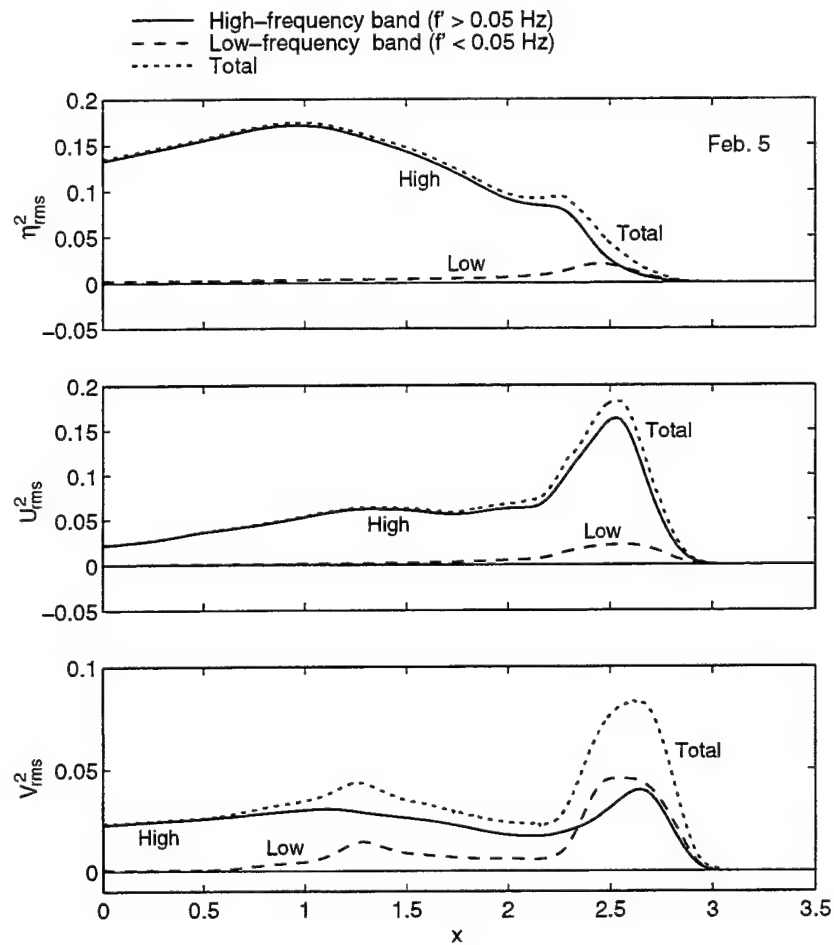 High–frequency band (f' > 0.05 Hz)
Low–frequency band (f' < 0.05 Hz)
Total
0.2
0.15
0.1
0.05
0
−0.05
η²rms
Feb. 5
High
Low
Total
0.2
0.15
0.1
0.05
0
−0.05
U²rms
High
Low
Total
0.1
0.05
0
V²rms
High
Low
Total
0 0.5 1 1.5 2 2.5 3 3.5
x